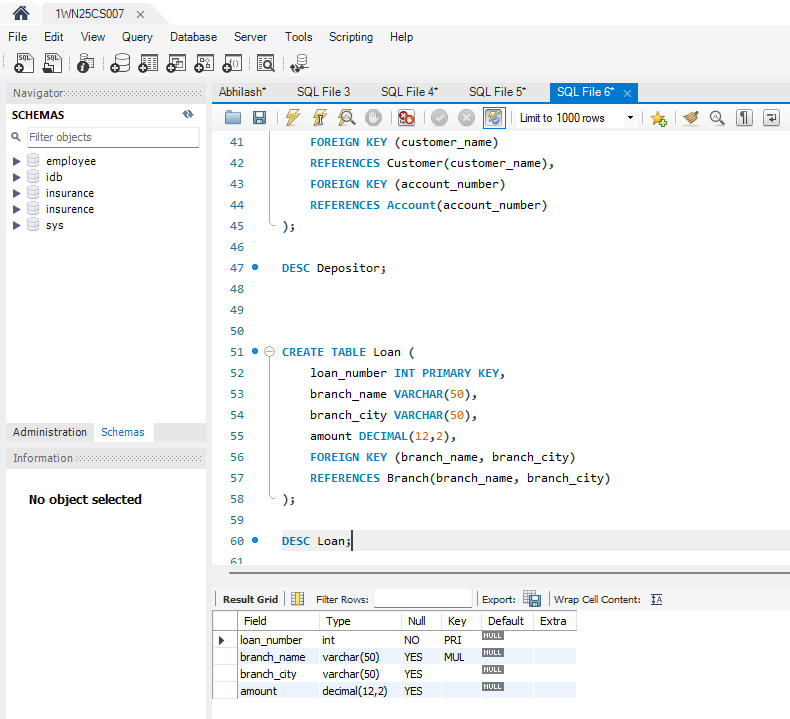 1WN25CS007
File Edit View Query Database Server Tools Scripting Help
Navigator
SCHEMAS
Filter objects
employee
idb
insurance
insurence
sys
Administration Schemas
Information
No object selected
Abhilash* SQL File 3 SQL File 4* SQL File 5* SQL File 6*
Limit to 1000 rows
41 FOREIGN KEY (customer_name)
42 REFERENCES Customer(customer_name),
43 FOREIGN KEY (account_number)
44 REFERENCES Account(account_number)
45 );
46
47 DESC Depositor;
48
49
50
51 CREATE TABLE Loan (
52 loan_number INT PRIMARY KEY,
53 branch_name VARCHAR(50),
54 branch_city VARCHAR(50),
55 amount DECIMAL(12,2),
56 FOREIGN KEY (branch_name, branch_city)
57 REFERENCES Branch(branch_name, branch_city)
58 );
59
60 DESC Loan;
61
Result Grid Filter Rows: Export: Wrap Cell Content:
Field Type Null Key Default Extra
loan_number int NO PRI NULL
branch_name varchar(50) YES MUL NULL
branch_city varchar(50) YES NULL
amount decimal(12,2) YES NULL